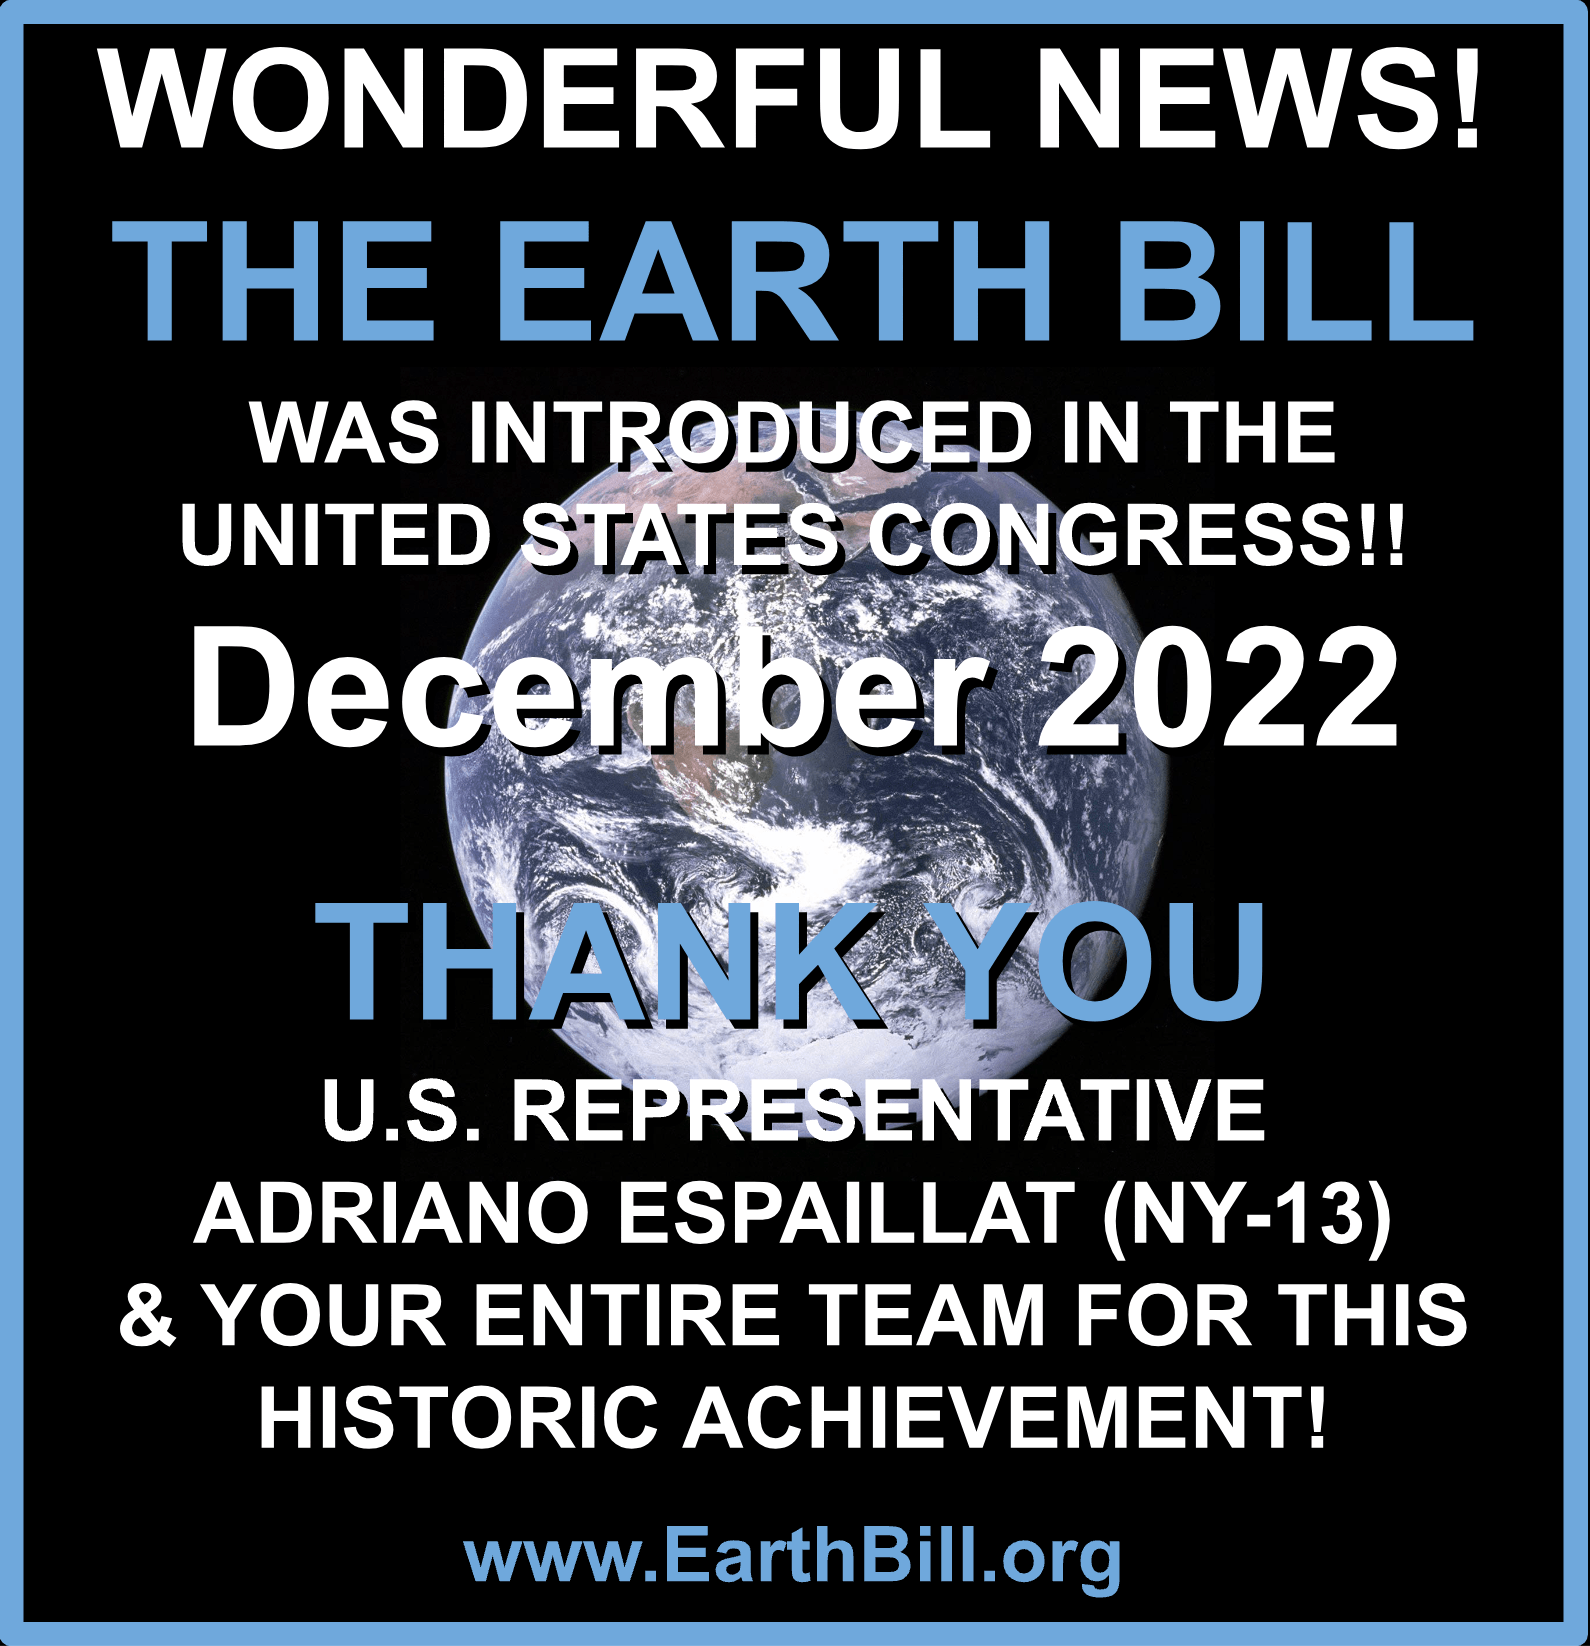 WONDERFUL NEWS!
THE EARTH BILL
WAS INTRODUCED IN THE
UNITED STATES CONGRESS!!
December 2022
THANK YOU
U.S. REPRESENTATIVE
ADRIANO ESPAILLAT (NY-13)
& YOUR ENTIRE TEAM FOR THIS
HISTORIC ACHIEVEMENT!
www.EarthBill.org